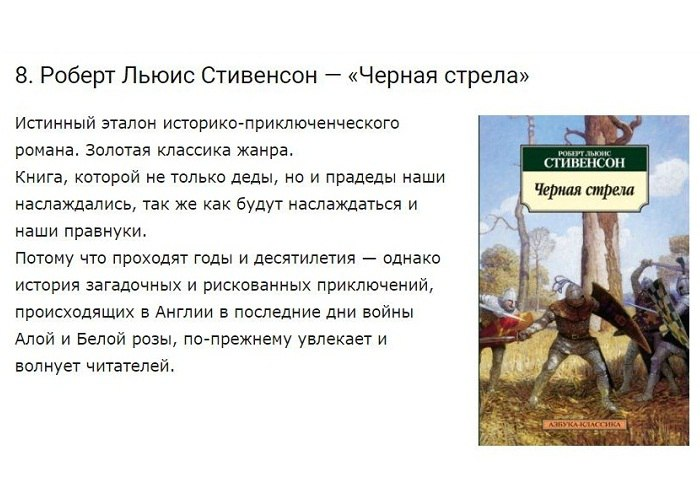 8. Роберт Льюис Стивенсон — «Черная стрела»
Истинный эталон историко-приключенческого
романа. Золотая классика жанра.
Книга, которой не только деды, но и прадеды наши
наслаждались, так же как будут наслаждаться и
наши правнуки.
Потому что проходят годы и десятилетия — однако
история загадочных и рискованных приключений,
происходящих в Англии в последние дни войны
Алой и Белой розы, по-прежнему увлекает и
волнует читателей.
РОБЕРТ ЛЬЮИС
СТИВЕНСОН
Черная стрела
АЗБУКА-КЛАССИКА